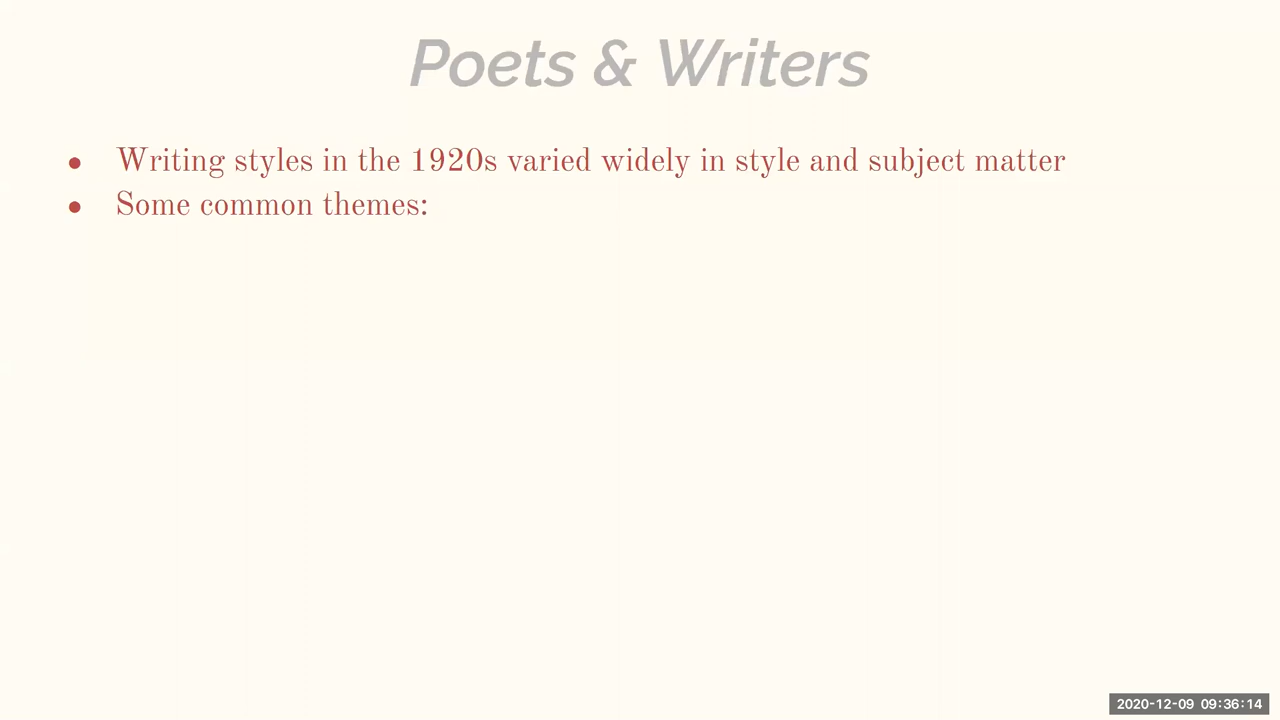 Poets & Writers
• Writing styles in the 1920s varied widely in style and subject matter
• Some common themes:
2020-12-09 09:36:14